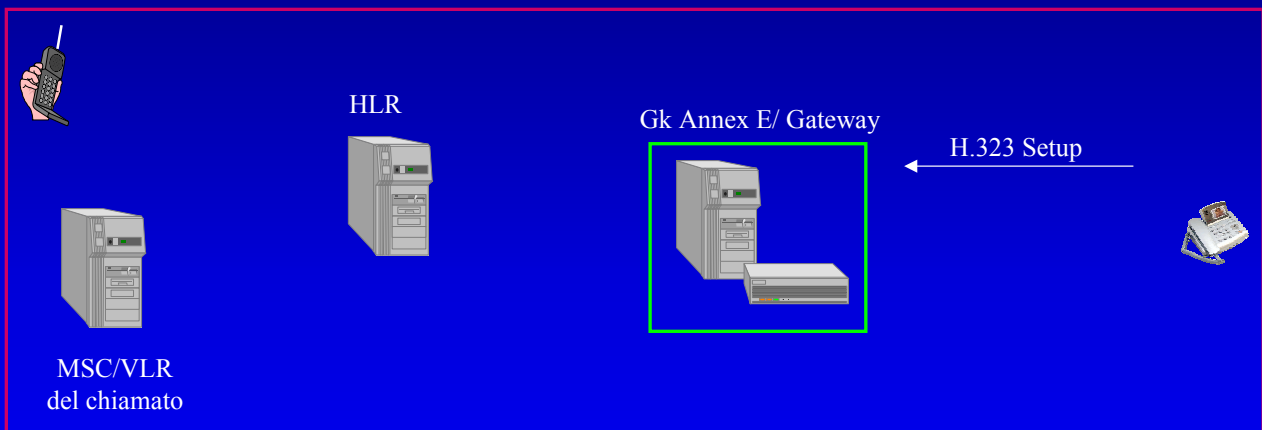 HLR
Gk Annex E/ Gateway
H.323 Setup
MSC/VLR
del chiamato